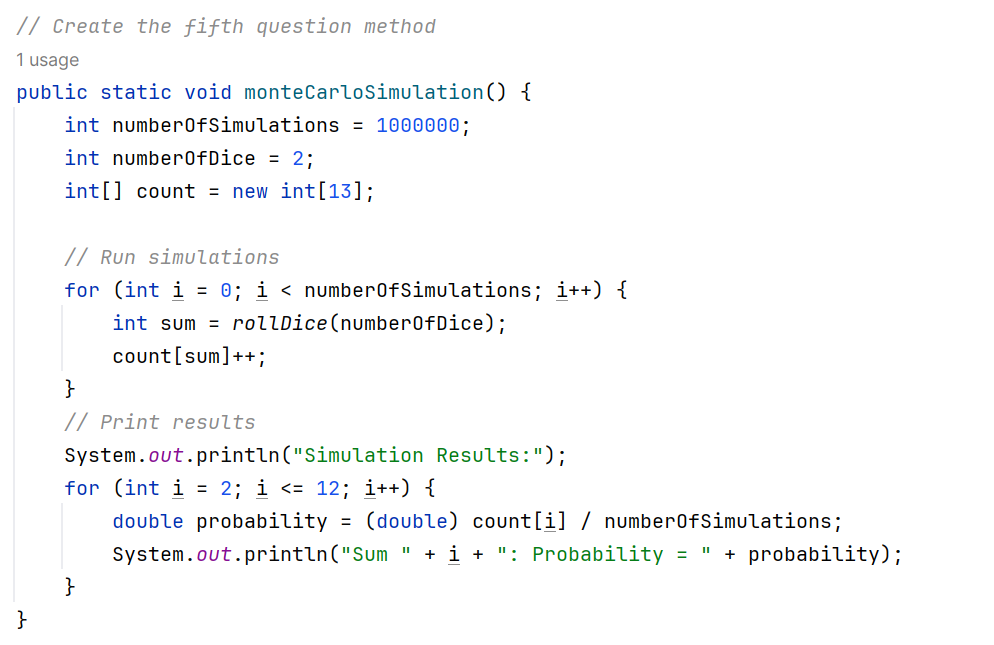 // Create the fifth question method
1 usage
public static void monteCarloSimulation() {
    int numberOfSimulations = 1000000;
    int numberOfDice = 2;
    int[] count = new int[13];

    // Run simulations
    for (int i = 0; i < numberOfSimulations; i++) {
        int sum = rollDice(numberOfDice);
        count[sum]++;
    }
    // Print results
    System.out.println("Simulation Results:");
    for (int i = 2; i <= 12; i++) {
        double probability = (double) count[i] / numberOfSimulations;
        System.out.println("Sum " + i + ": Probability = " + probability);
    }
}